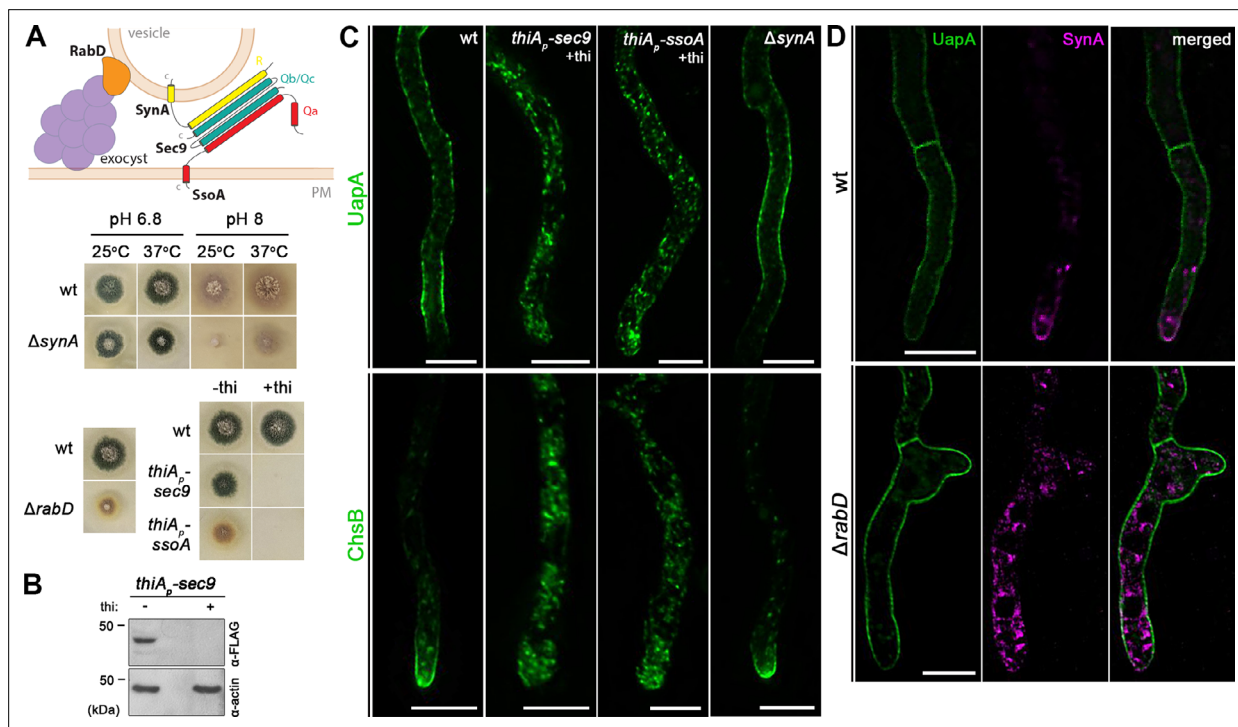 A
vesicle
RabD
c
R
Qb/Qc
SynA
Qa
c
Sec9
exocyst
c
SsoA
PM
pH 6.8 pH 8
25°C 37°C 25°C 37°C
wt
ΔsynA
-thi +thi
wt wt
ΔrabD
thiAp-sec9
thiAp-ssoA
B
thiAp-sec9
thi: - +
50
α-FLAG
50
α-actin
(kDa)
C
wt thiAp-sec9 +thi thiAp-ssoA +thi ΔsynA
UapA
ChsB
D
UapA SynA merged
wt
ΔrabD